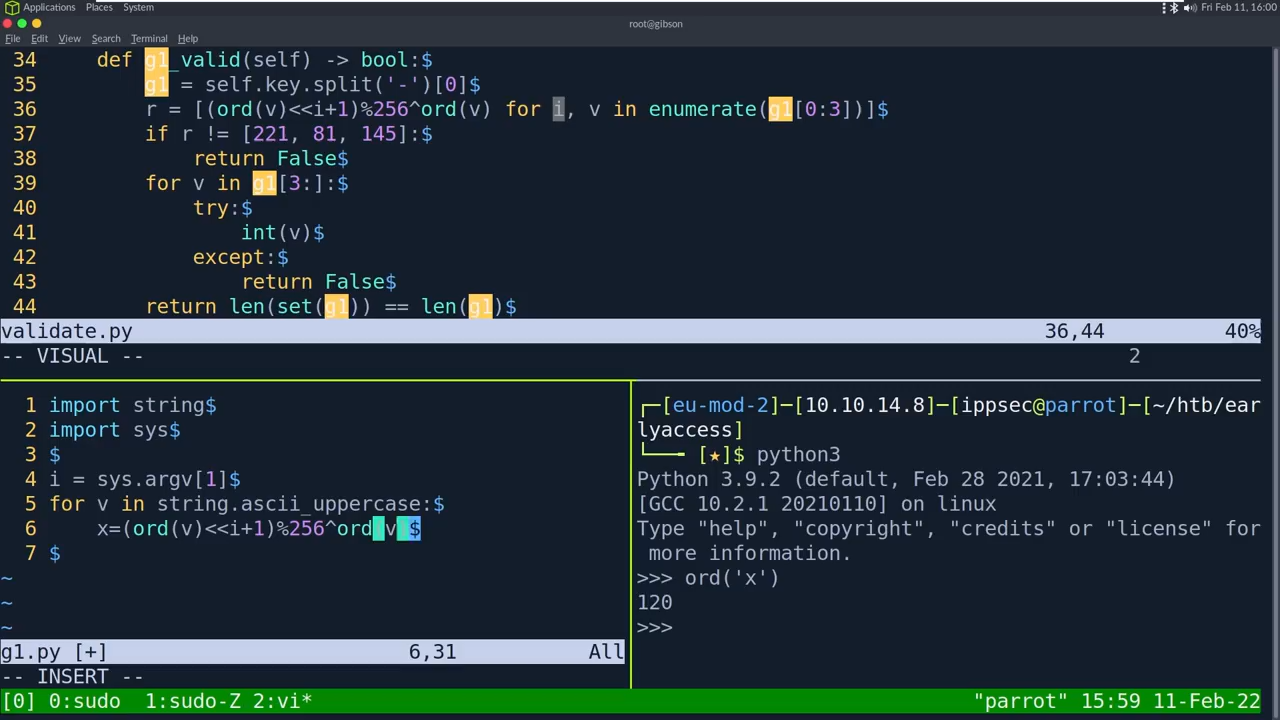 Applications Places System Fri Feb 11, 16:00
root@gibson
File Edit View Search Terminal Help
34 def g1_valid(self) -> bool:$
35 g1 = self.key.split('-')[0]$
36 r = [(ord(v)<<i+1)%256^ord(v) for i, v in enumerate(g1[0:3])]$
37 if r != [221, 81, 145]:$
38 return False$
39 for v in g1[3:]:$
40 try:$
41 int(v)$
42 except:$
43 return False$
44 return len(set(g1)) == len(g1)$
validate.py 36,44 40%
-- VISUAL -- 2
1 import string$
2 import sys$
3 $
4 i = sys.argv[1]$
5 for v in string.ascii_uppercase:$
6 x=(ord(v)<<i+1)%256^ord(v)$
7 $
~
~
~
g1.py [+] 6,31 All
-- INSERT --
┌─[eu-mod-2]─[10.10.14.8]─[ippsec@parrot]─[~/htb/ear
lyaccess]
└──╼ [★]$ python3
Python 3.9.2 (default, Feb 28 2021, 17:03:44)
[GCC 10.2.1 20210110] on linux
Type "help", "copyright", "credits" or "license" for
more information.
>>> ord('x')
120
>>>
[0] 0:sudo 1:sudo-Z 2:vi* "parrot" 15:59 11-Feb-22